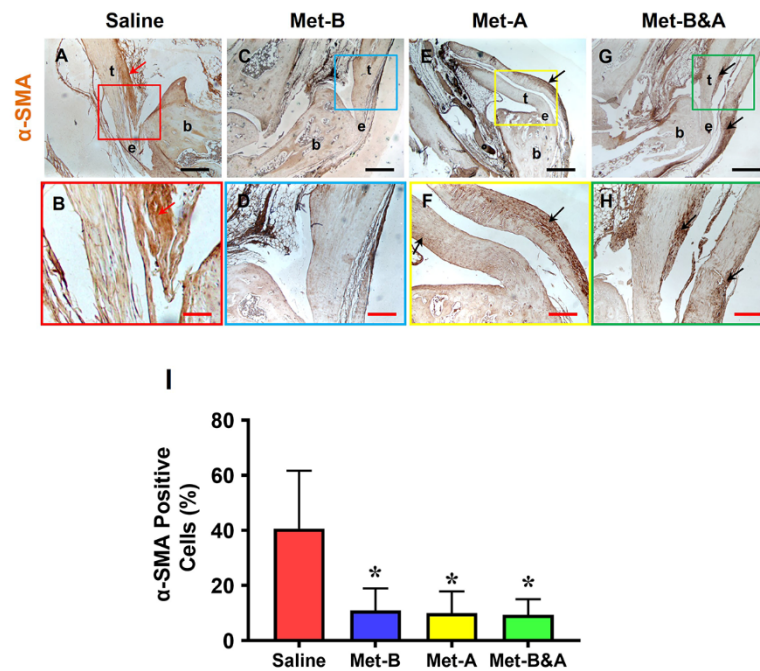 Saline Met-B Met-A Met-B&A
α-SMA
A C E G
t t t t
b b b b
e e e e
B D F H
I
α-SMA Positive
Cells (%)
80
60
40
20
0
* * *
Saline Met-B Met-A Met-B&A